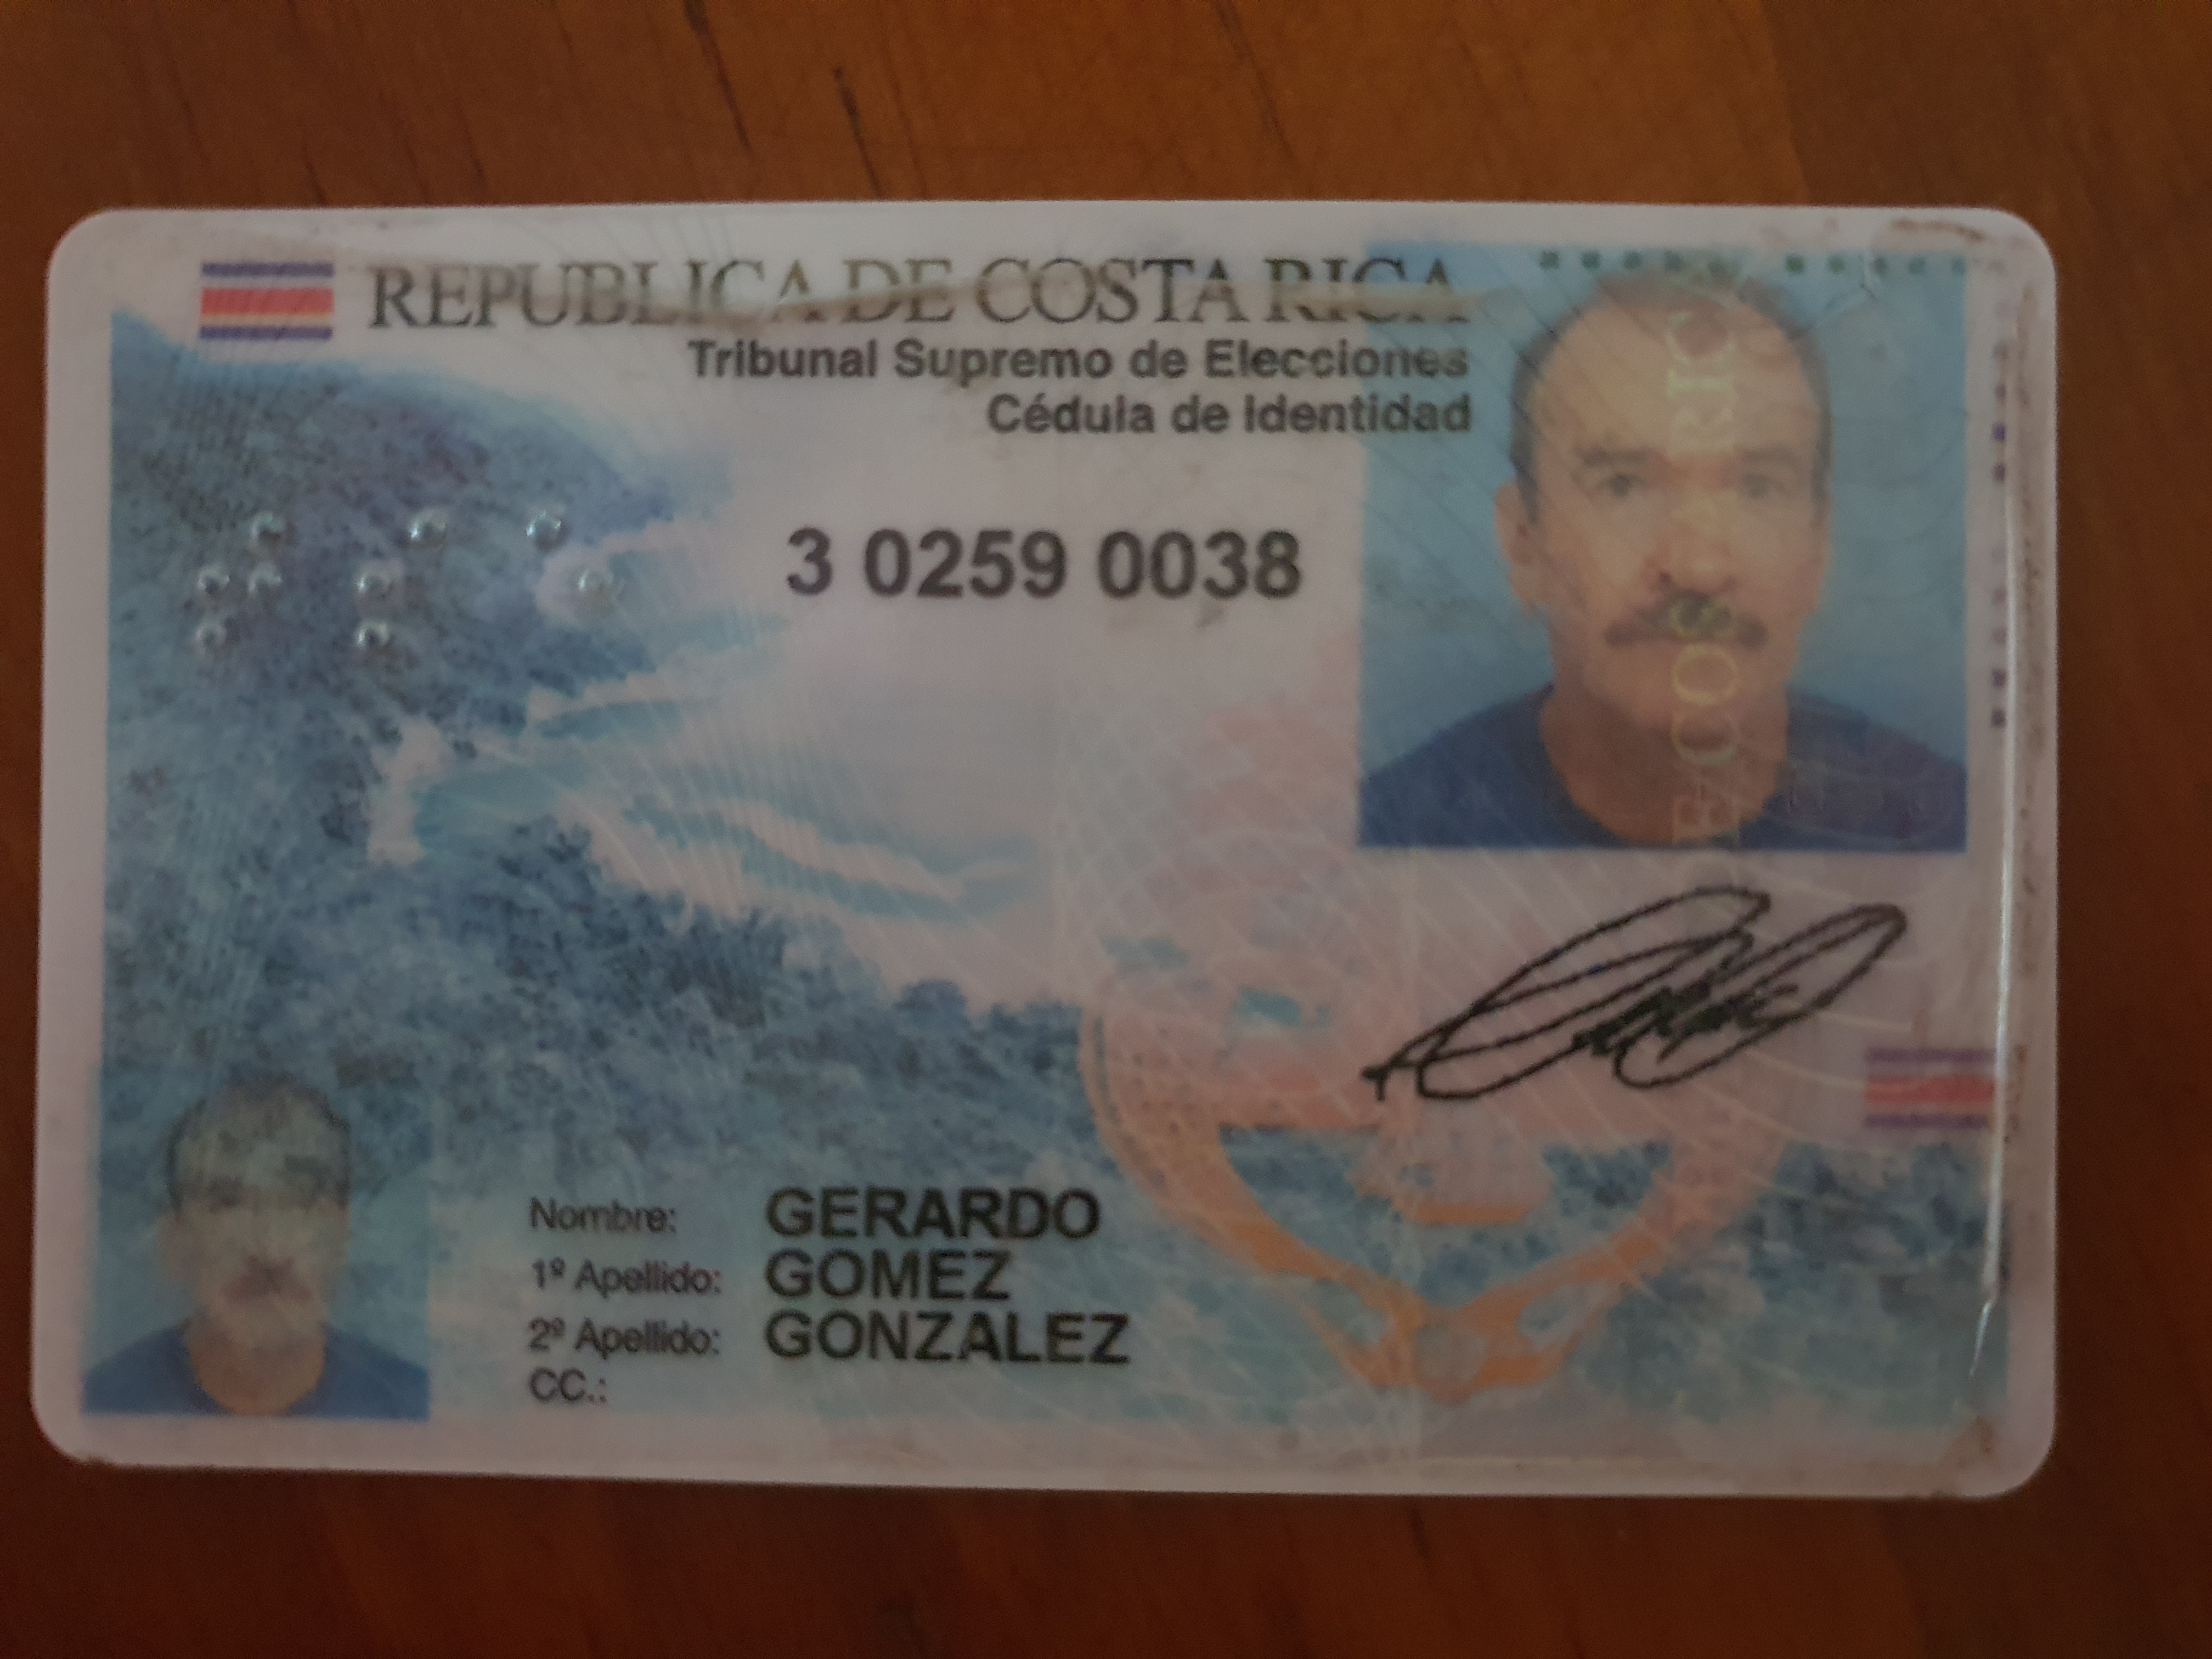 REPUBLICA DE COSTA RICA
Tribunal Supremo de Elecciones
Cédula de Identidad
3 0259 0038
Nombre: GERARDO
1º Apellido: GOMEZ
2º Apellido: GONZALEZ
CC.:
DE COSTA RICA